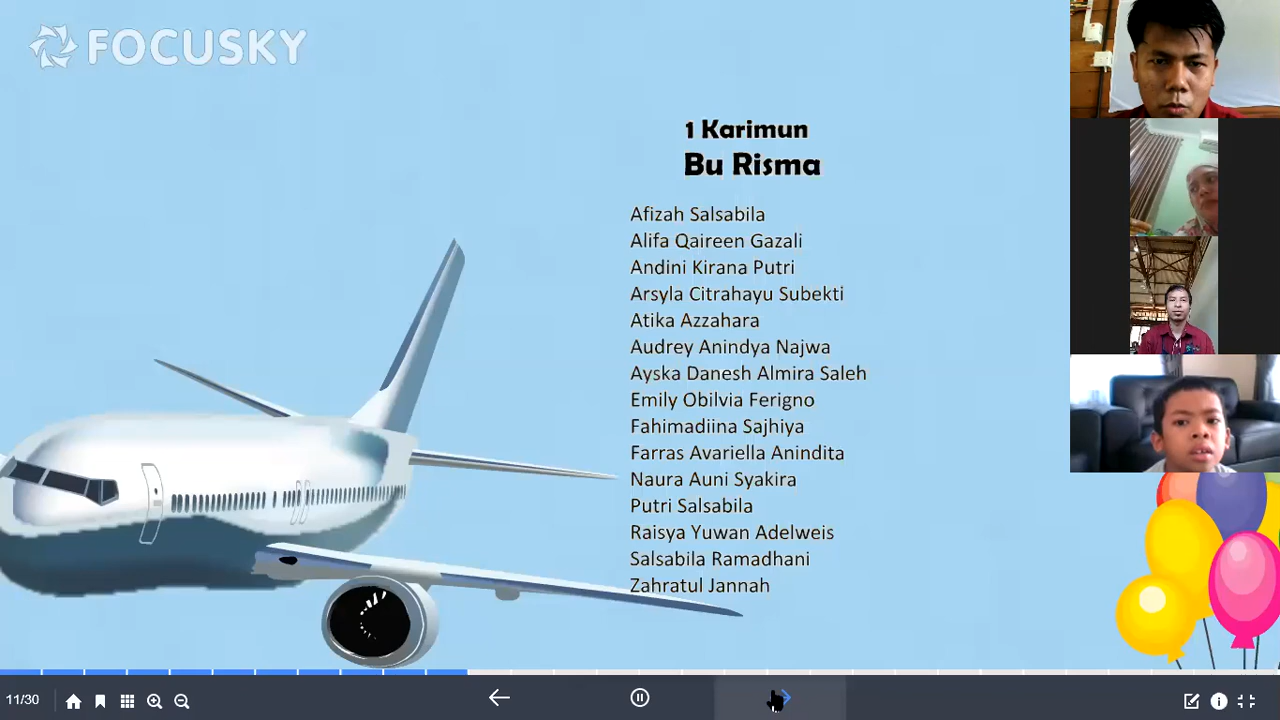 FOCUSKY
1 Karimun
Bu Risma
Afizah Salsabila
Alifa Qaireen Gazali
Andini Kirana Putri
Arsyla Citrahayu Subekti
Atika Azzahara
Audrey Anindya Najwa
Ayska Danesh Almira Saleh
Emily Obilvia Ferigno
Fahimadiina Sajhiya
Farras Avariella Anindita
Naura Auni Syakira
Putri Salsabila
Raisya Yuwan Adelweis
Salsabila Ramadhani
Zahratul Jannah
11/30